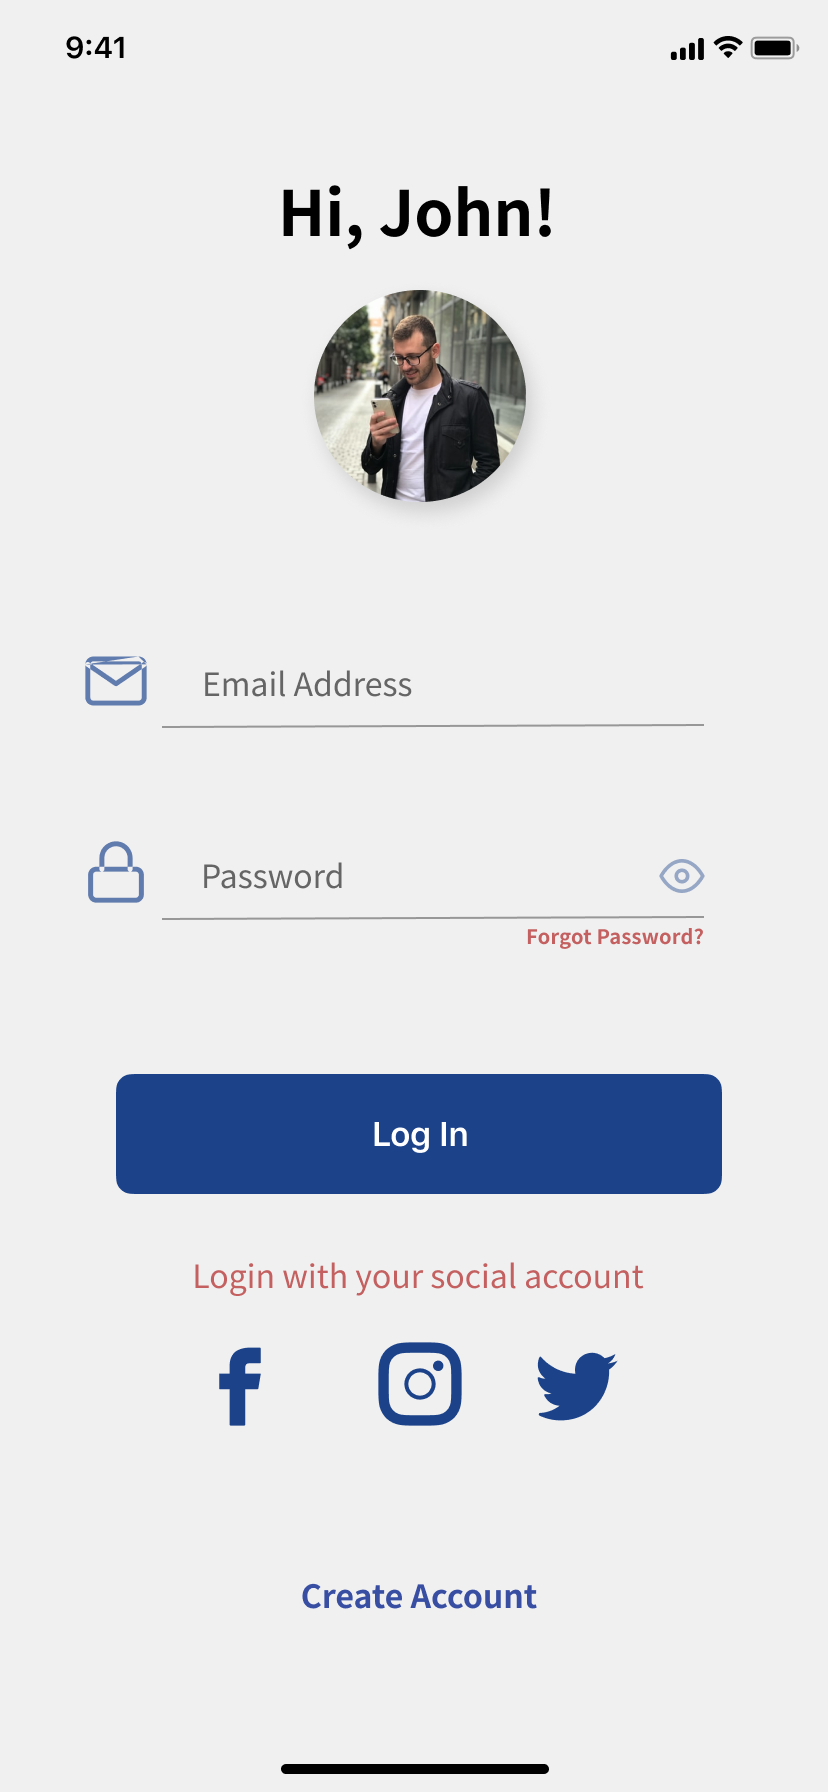 9:41
Hi, John!
Email Address
Password
Forgot Password?
Log In
Login with your social account
Create Account